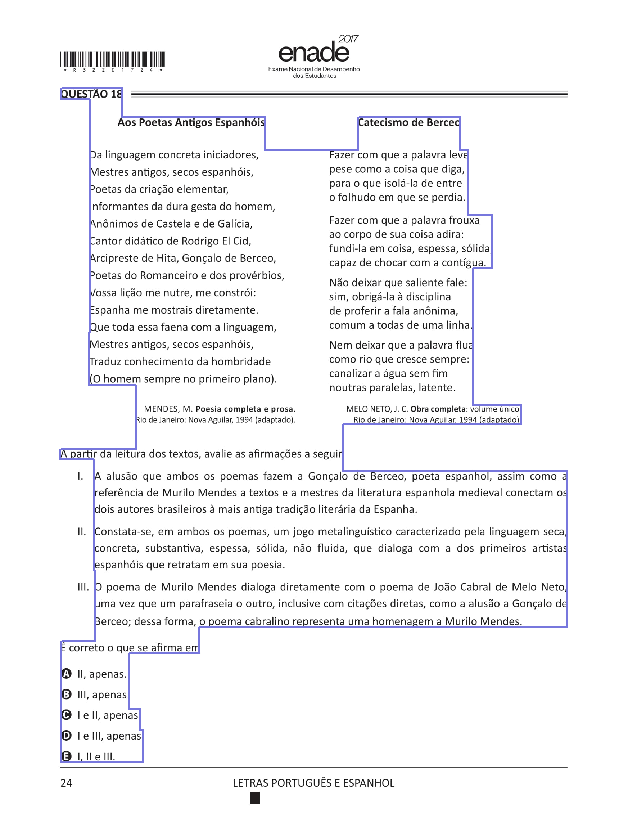 *R3220172 4*
enade 2017
Exame Nacional de Desempenho
dos Estudantes
QUESTÃO 18
Aos Poetas Antigos Espanhóis
Da linguagem concreta iniciadores,
Mestres antigos, secos espanhóis,
Poetas da criação elementar,
Informantes da dura gesta do homem,
Anônimos de Castela e de Galícia,
Cantor didático de Rodrigo El Cid,
Arcipreste de Hita, Gonçalo de Berceo,
Poetas do Romanceiro e dos provérbios,
Vossa lição me nutre, me constrói:
Espanha me mostrais diretamente.
Que toda essa faena com a linguagem,
Mestres antigos, secos espanhóis,
Traduz conhecimento da hombridade
(O homem sempre no primeiro plano).
MENDES, M. Poesia completa e prosa.
Rio de Janeiro: Nova Aguilar, 1994 (adaptado).
Catecismo de Berceo
Fazer com que a palavra leve
pese como a coisa que diga,
para o que isolá-la de entre
o folhudo em que se perdia.
Fazer com que a palavra frouxa
ao corpo de sua coisa adira:
fundi-la em coisa, espessa, sólida,
capaz de chocar com a contígua.
Não deixar que saliente fale:
sim, obrigá-la à disciplina
de proferir a fala anônima,
comum a todas de uma linha.
Nem deixar que a palavra flua
como rio que cresce sempre:
canalizar a água sem fim
noutras paralelas, latente.
MELO NETO, J. C. Obra completa: volume único.
Rio de Janeiro: Nova Aguilar, 1994 (adaptado).
A partir da leitura dos textos, avalie as afirmações a seguir.
I. A alusão que ambos os poemas fazem a Gonçalo de Berceo, poeta espanhol, assim como a
referência de Murilo Mendes a textos e a mestres da literatura espanhola medieval conectam os
dois autores brasileiros à mais antiga tradição literária da Espanha.
II. Constata-se, em ambos os poemas, um jogo metalinguístico caracterizado pela linguagem seca,
concreta, substantiva, espessa, sólida, não fluida, que dialoga com a dos primeiros artistas
espanhóis que retratam em sua poesia.
III. O poema de Murilo Mendes dialoga diretamente com o poema de João Cabral de Melo Neto,
uma vez que um parafraseia o outro, inclusive com citações diretas, como a alusão a Gonçalo de
Berceo; dessa forma, o poema cabralino representa uma homenagem a Murilo Mendes.
É correto o que se afirma em
A II, apenas.
B III, apenas.
C I e II, apenas.
D I e III, apenas.
E I, II e III.
24
LETRAS PORTUGUÊS E ESPANHOL